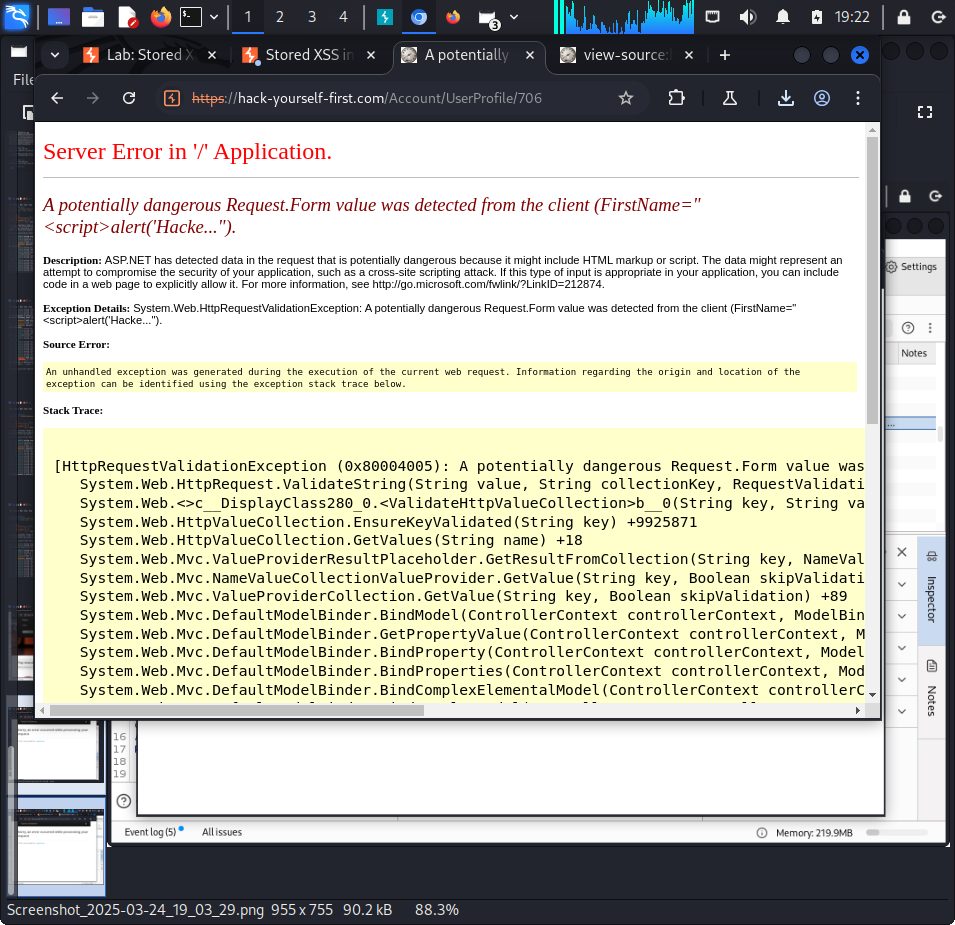 1 2 3 4
3
19:22
Lab: Stored X
Stored XSS in
A potentially
view-source:
File
https://hack-yourself-first.com/Account/UserProfile/706
Server Error in '/' Application.
A potentially dangerous Request.Form value was detected from the client (FirstName="
<script>alert('Hacke...").
Description: ASP.NET has detected data in the request that is potentially dangerous because it might include HTML markup or script. The data might represent an
attempt to compromise the security of your application, such as a cross-site scripting attack. If this type of input is appropriate in your application, you can include
code in a web page to explicitly allow it. For more information, see http://go.microsoft.com/fwlink/?LinkID=212874.
Exception Details: System.Web.HttpRequestValidationException: A potentially dangerous Request.Form value was detected from the client (FirstName="
<script>alert('Hacke...").
Source Error:
An unhandled exception was generated during the execution of the current web request. Information regarding the origin and location of the
exception can be identified using the exception stack trace below.
Stack Trace:
[HttpRequestValidationException (0x80004005): A potentially dangerous Request.Form value was
System.Web.HttpRequest.ValidateString(String value, String collectionKey, RequestValidati
System.Web.<>c__DisplayClass280_0.<ValidateHttpValueCollection>b__0(String key, String va
System.Web.HttpValueCollection.EnsureKeyValidated(String key) +9925871
System.Web.HttpValueCollection.GetValues(String name) +18
System.Web.Mvc.ValueProviderResultPlaceholder.GetResultFromCollection(String key, NameVal
System.Web.Mvc.NameValueCollectionValueProvider.GetValue(String key, Boolean skipValidati
System.Web.Mvc.ValueProviderCollection.GetValue(String key, Boolean skipValidation) +89
System.Web.Mvc.DefaultModelBinder.BindModel(ControllerContext controllerContext, ModelBin
System.Web.Mvc.DefaultModelBinder.GetPropertyValue(ControllerContext controllerContext, M
System.Web.Mvc.DefaultModelBinder.BindProperty(ControllerContext controllerContext, Model
System.Web.Mvc.DefaultModelBinder.BindProperties(ControllerContext controllerContext, Mod
System.Web.Mvc.DefaultModelBinder.BindComplexElementalModel(ControllerContext controllerC
Settings
Notes
Inspector
Notes
16
17
18
19
Event log (5)
All issues
Memory: 219.9MB
Screenshot_2025-03-24_19_03_29.png 955 x 755 90.2 kB 88.3%